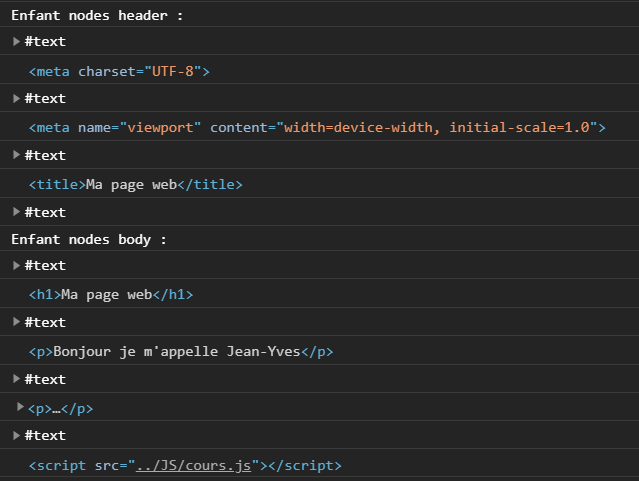 Enfant nodes header :
#text
<meta charset="UTF-8">
#text
<meta name="viewport" content="width=device-width, initial-scale=1.0">
#text
<title>Ma page web</title>
#text
Enfant nodes body :
#text
<h1>Ma page web</h1>
#text
<p>Bonjour je m'appelle Jean-Yves</p>
#text
<p>…</p>
#text
<script src="../JS/cours.js"></script>